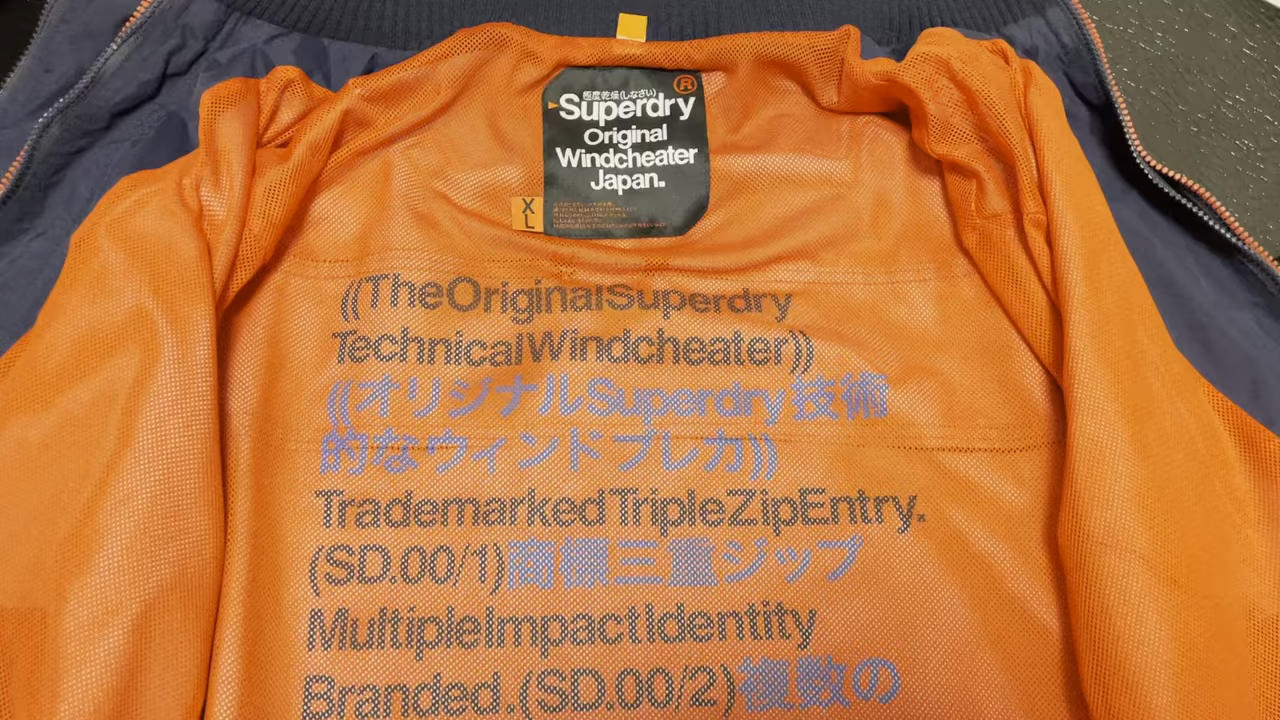 極度乾燥(しなさい)
®
Superdry
Original
Windcheater
Japan.
XL
((TheOriginalSuperdry
TechnicalWindcheater))
((オリジナルSuperdry技術
的なウィンドブレカ))
TrademarkedTripleZipEntry.
(SD.00/1)商標三重ジップ
MultipleImpactIdentity
Branded.(SD.00/2)複数の